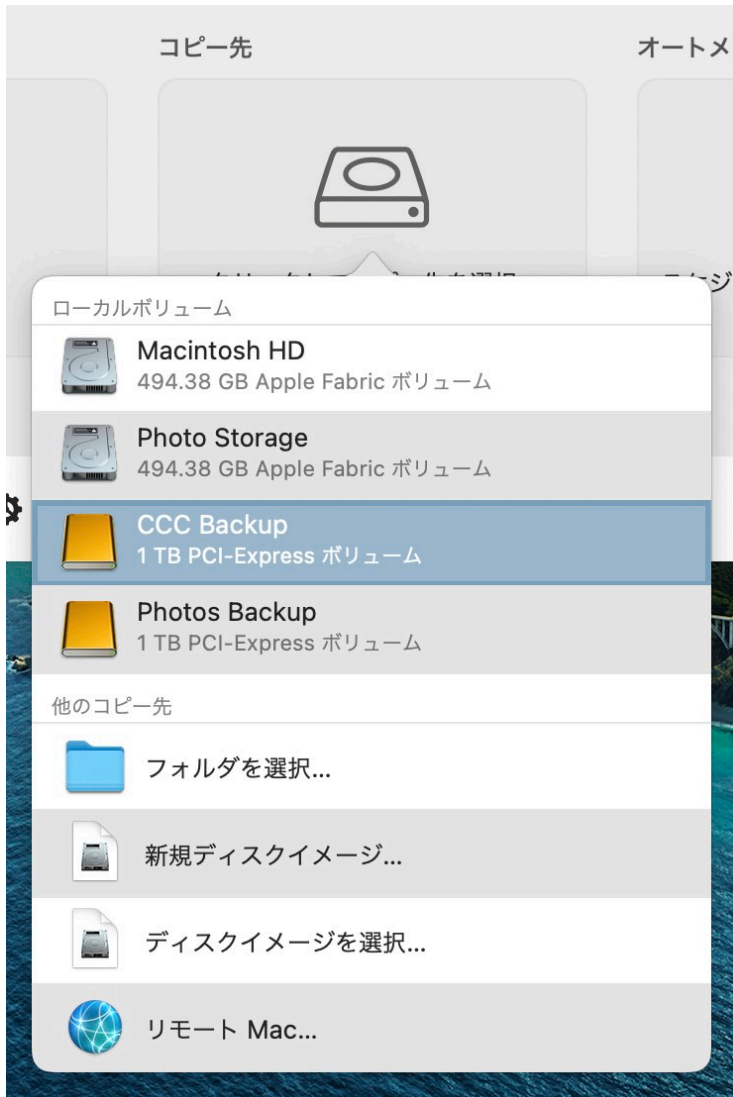 コピー先
オートメ
ローカルボリューム
Macintosh HD
494.38 GB Apple Fabric ボリューム
Photo Storage
494.38 GB Apple Fabric ボリューム
CCC Backup
1 TB PCI-Express ボリューム
Photos Backup
1 TB PCI-Express ボリューム
他のコピー先
フォルダを選択...
新規ディスクイメージ...
ディスクイメージを選択...
リモート Mac...